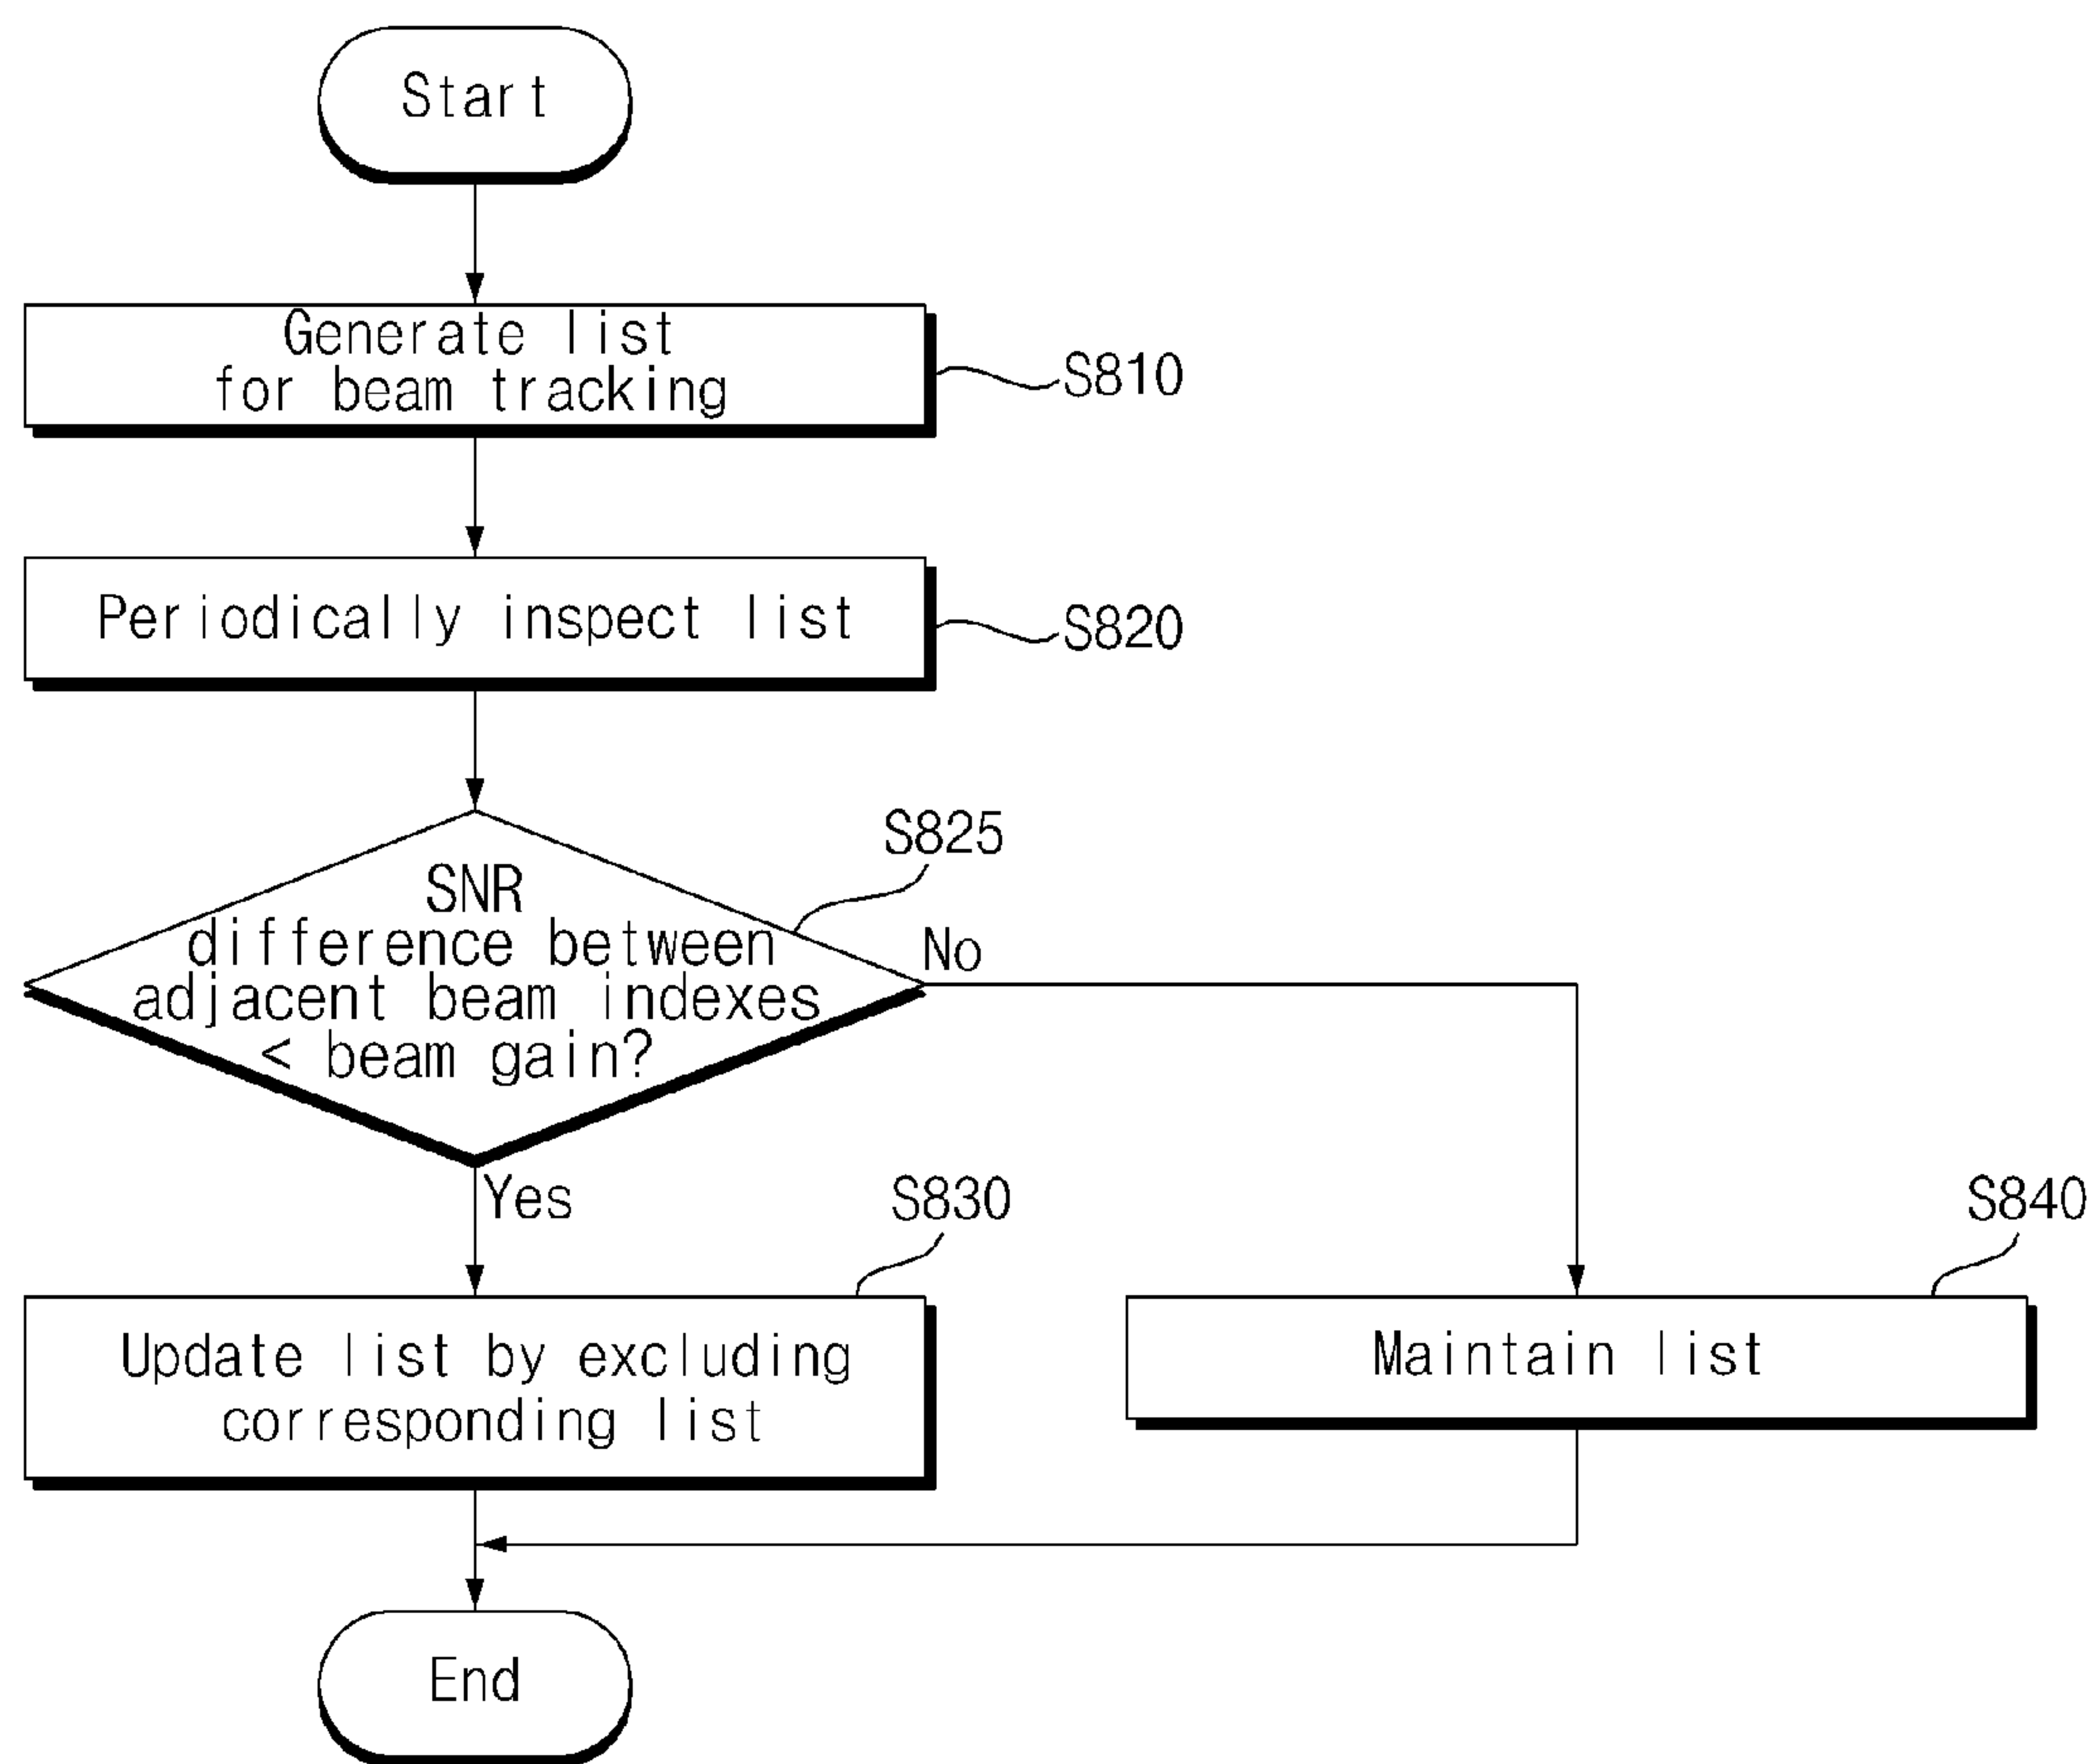 Start
Generate list
for beam tracking
S810
Periodically inspect list
S820
S825
SNR
difference between
adjacent beam indexes
< beam gain?
No
Yes
S830
S840
Update list by excluding
corresponding list
Maintain list
End